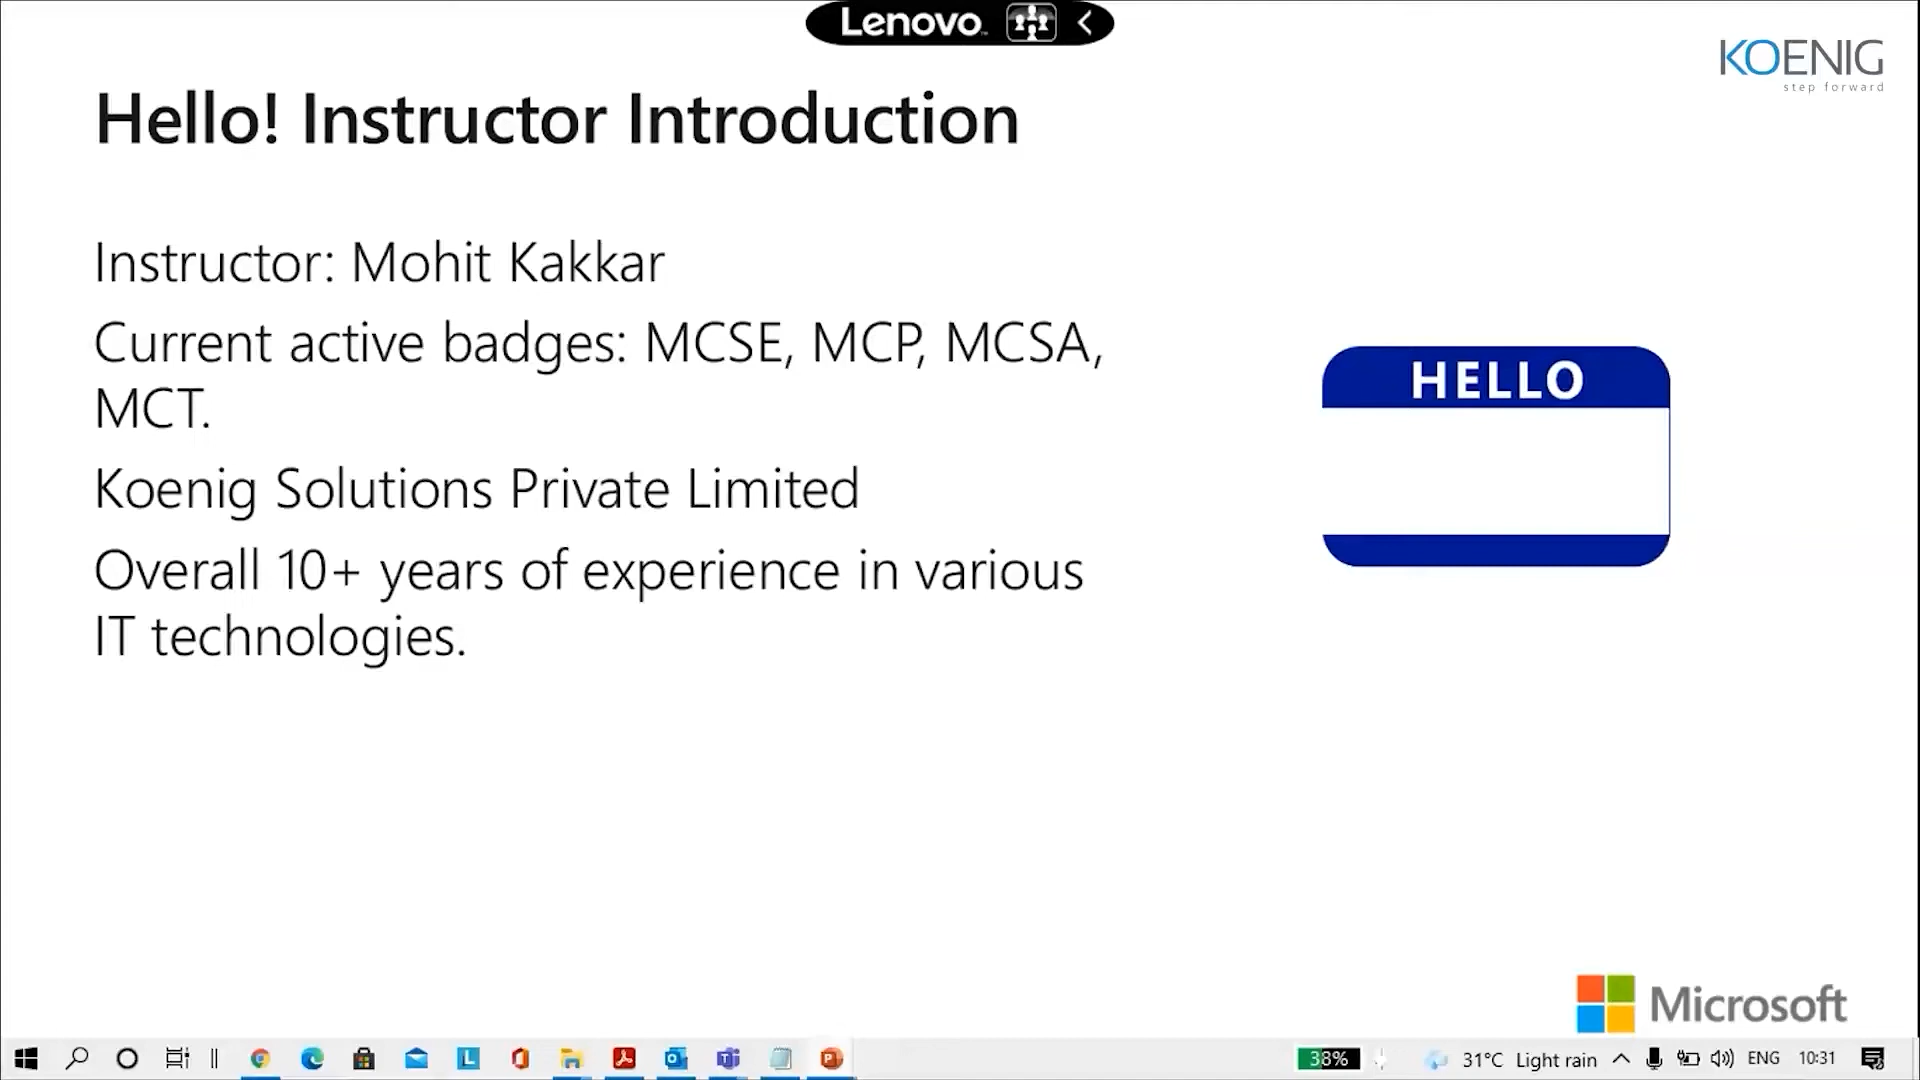 Lenovo
KOENIG
step forward
Hello! Instructor Introduction
Instructor: Mohit Kakkar
Current active badges: MCSE, MCP, MCSA,
MCT.
HELLO
Koenig Solutions Private Limited
Overall 10+ years of experience in various
IT technologies.
Microsoft
38%
31°C Light rain
ENG
10:31